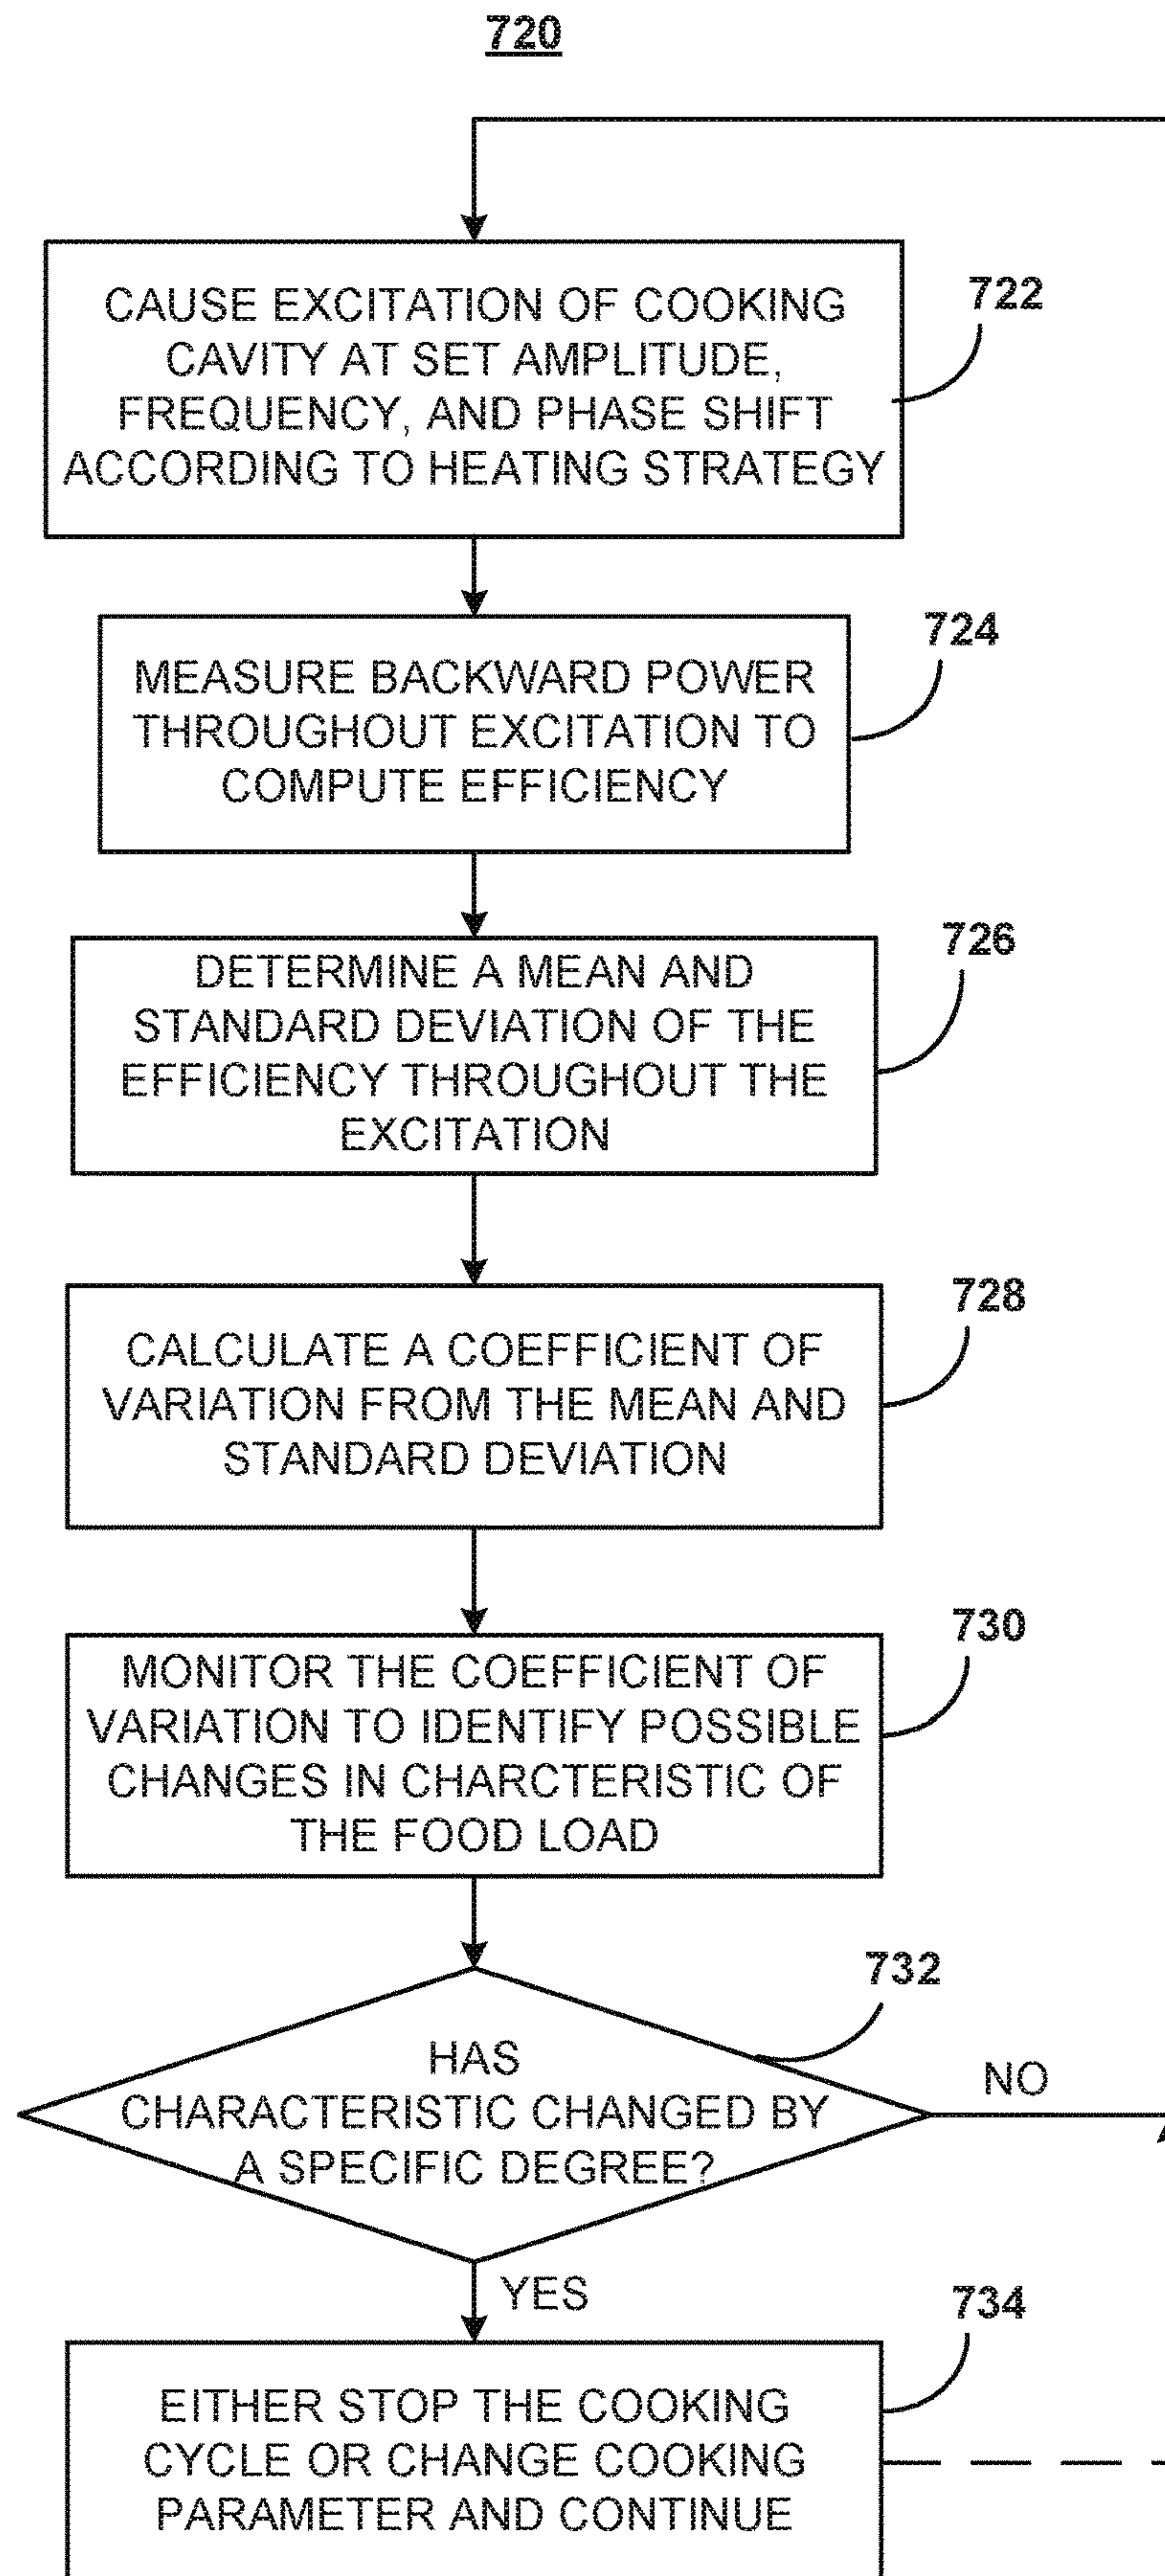 720
CAUSE EXCITATION OF COOKING
CAVITY AT SET AMPLITUDE,
FREQUENCY, AND PHASE SHIFT
ACCORDING TO HEATING STRATEGY
722
MEASURE BACKWARD POWER
THROUGHOUT EXCITATION TO
COMPUTE EFFICIENCY
724
DETERMINE A MEAN AND
STANDARD DEVIATION OF THE
EFFICIENCY THROUGHOUT THE
EXCITATION
726
CALCULATE A COEFFICIENT OF
VARIATION FROM THE MEAN AND
STANDARD DEVIATION
728
MONITOR THE COEFFICIENT OF
VARIATION TO IDENTIFY POSSIBLE
CHANGES IN CHARCTERISTIC OF
THE FOOD LOAD
730
HAS
CHARACTERISTIC CHANGED BY
A SPECIFIC DEGREE?
732
NO
YES
EITHER STOP THE COOKING
CYCLE OR CHANGE COOKING
PARAMETER AND CONTINUE
734